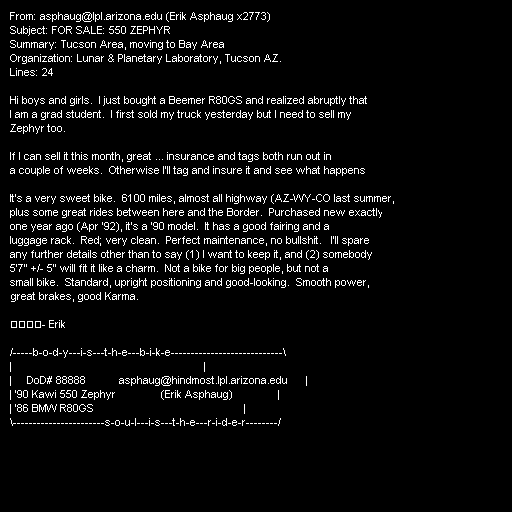 From: asphaug@lpl.arizona.edu (Erik Asphaug x2773)
Subject: FOR SALE: 550 ZEPHYR
Summary: Tucson Area, moving to Bay Area
Organization: Lunar & Planetary Laboratory, Tucson AZ.
Lines: 24

Hi boys and girls.  I just bought a Beemer R80GS and realized abruptly that
I am a grad student.  I first sold my truck yesterday but I need to sell my
Zephyr too.

If I can sell it this month, great ... insurance and tags both run out in
a couple of weeks.  Otherwise I'll tag and insure it and see what happens

It's a very sweet bike.  6100 miles, almost all highway (AZ-WY-CO last summer,
plus some great rides between here and the Border.  Purchased new exactly
one year ago (Apr '92), it's a '90 model.  It has a good fairing and a
luggage rack.  Red; very clean.  Perfect maintenance, no bullshit.   I'll spare
any further details other than to say (1) I want to keep it, and (2) somebody
5'7" +/- 5" will fit it like a charm.  Not a bike for big people, but not a
small bike.  Standard, upright positioning and good-looking.  Smooth power,
great brakes, good Karma.

□□□□- Erik

/-----b-o-d-y---i-s---t-h-e---b-i-k-e----------------------------\
|                                                                |
|     DoD# 88888            asphaug@hindmost.lpl.arizona.edu      |
| '90 Kawi 550 Zephyr                 (Erik Asphaug)                |
| '86 BMW R80GS                                                     |
\-----------------------s-o-u-l---i-s---t-h-e---r-i-d-e-r--------/